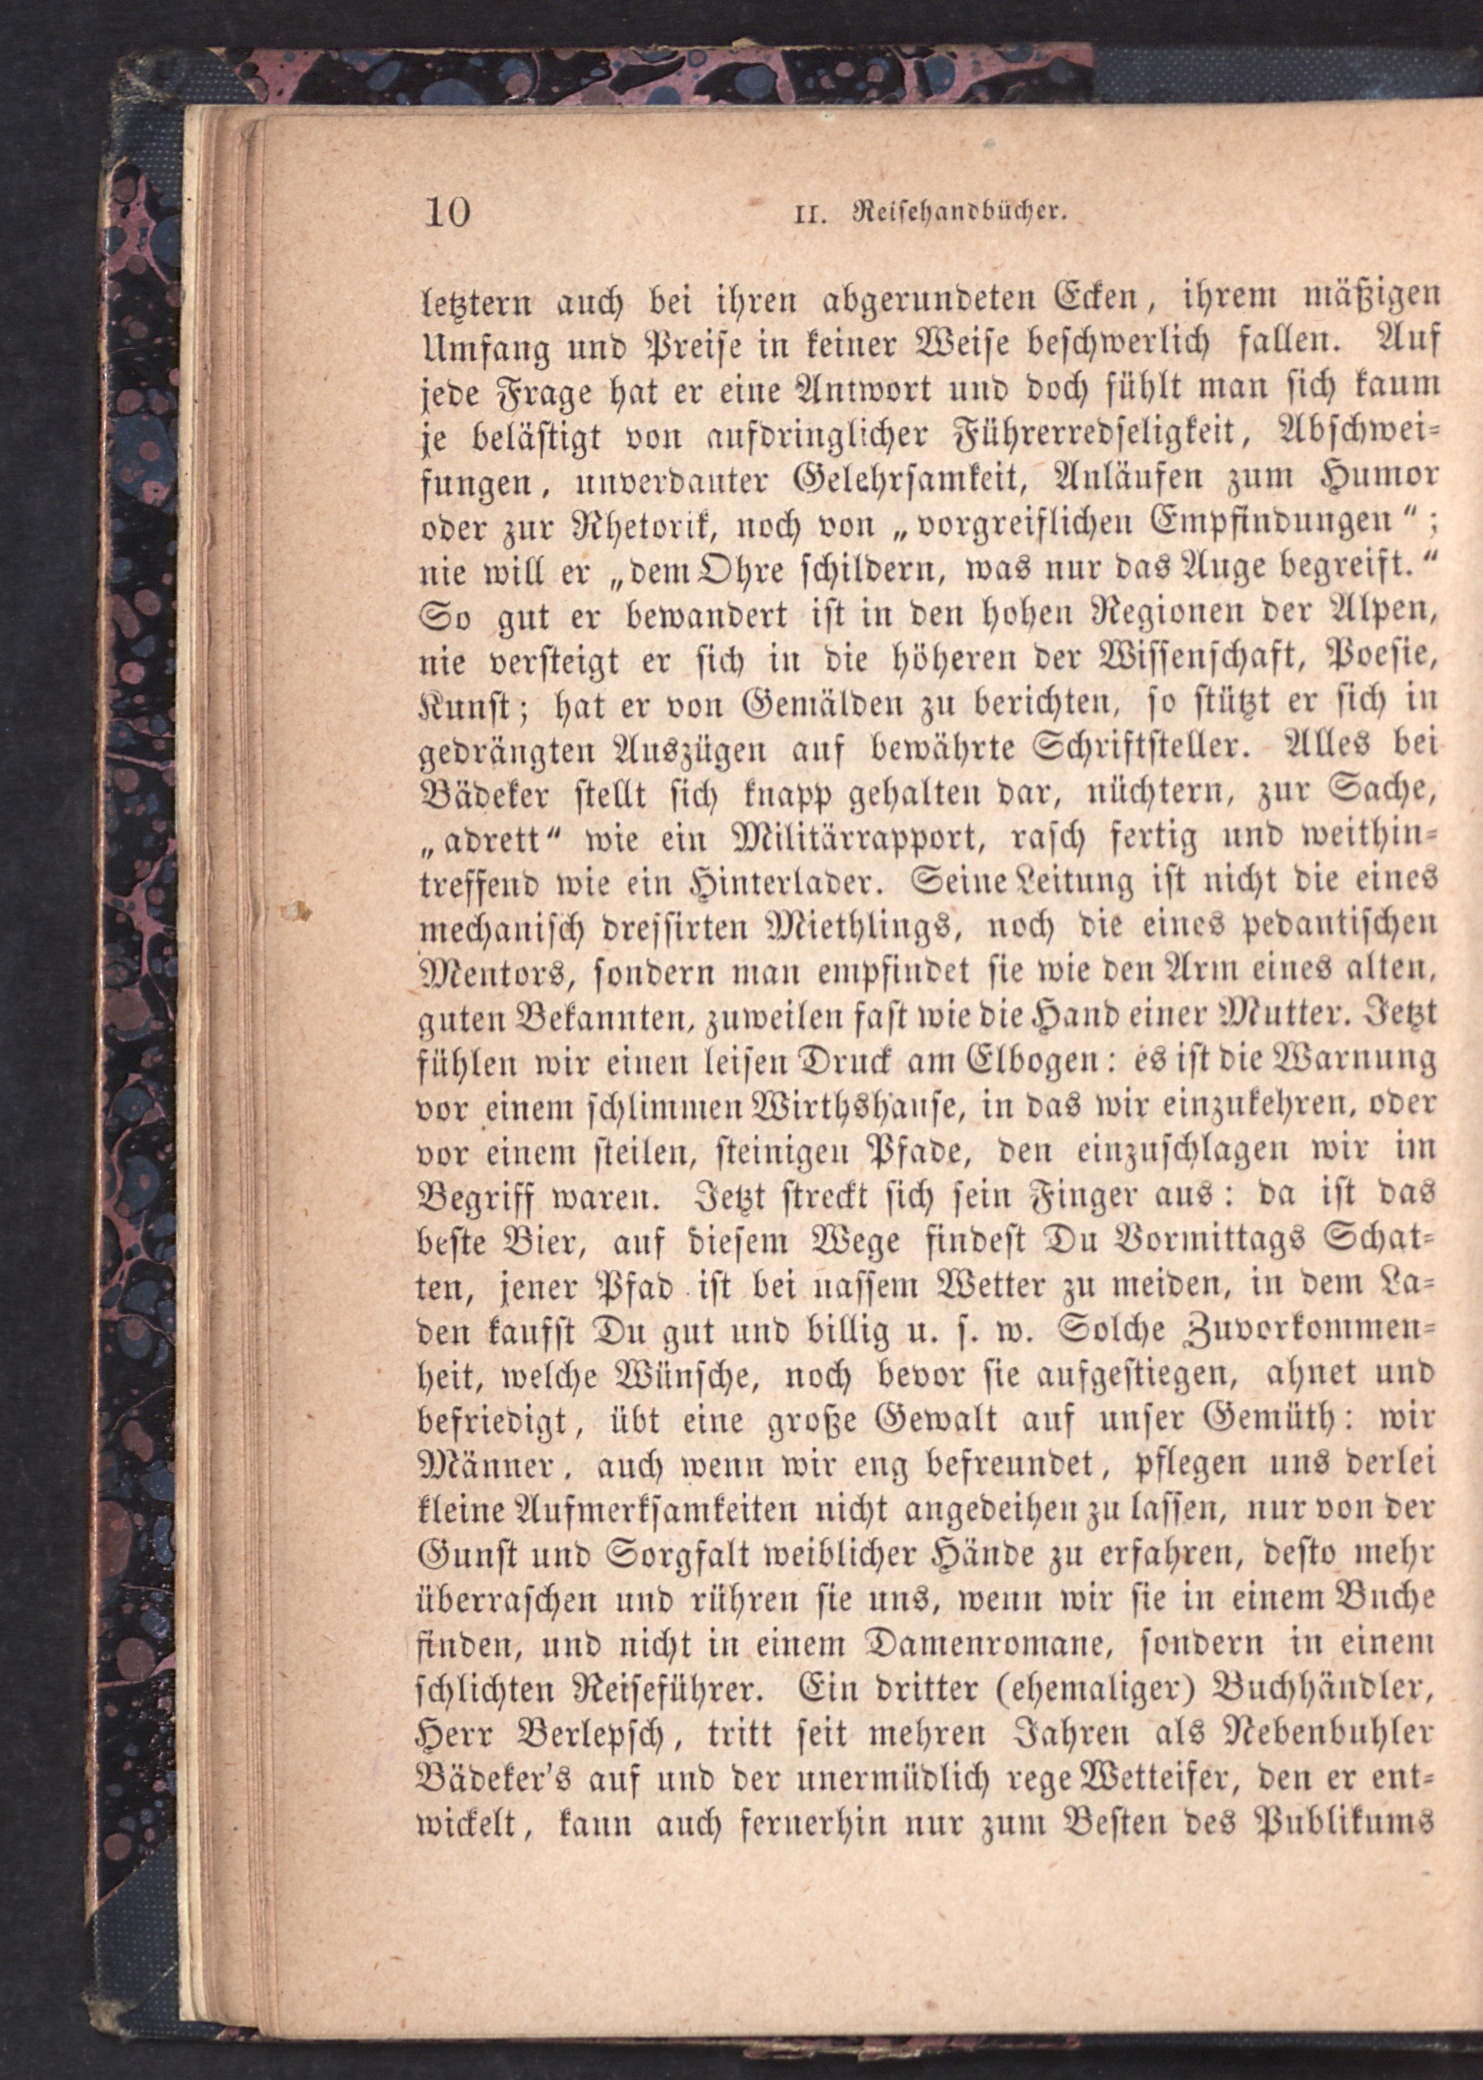 10 II. Reisehandbücher.
letztern auch bei ihren abgerundeten Ecken, ihrem mäßigen
Umfang und Preise in keiner Weise beschwerlich fallen. Auf
jede Frage hat er eine Antwort und doch fühlt man sich kaum
je belästigt von aufdringlicher Führerredseligkeit, Abschwei-
fungen, unverdauter Gelehrsamkeit, Anläufen zum Humor
oder zur Rhetorik, noch von „vorgreiflichen Empfindungen“;
nie will er „dem Ohre schildern, was nur das Auge begreift.“
So gut er bewandert ist in den hohen Regionen der Alpen,
nie versteigt er sich in die höheren der Wissenschaft, Poesie,
Kunst; hat er von Gemälden zu berichten, so stützt er sich in
gedrängten Auszügen auf bewährte Schriftsteller. Alles bei
Bädeker stellt sich knapp gehalten dar, nüchtern, zur Sache,
„adrett“ wie ein Militärrapport, rasch fertig und weithin-
treffend wie ein Hinterlader. Seine Leitung ist nicht die eines
mechanisch dressirten Miethlings, noch die eines pedantischen
Mentors, sondern man empfindet sie wie den Arm eines alten,
guten Bekannten, zuweilen fast wie die Hand einer Mutter. Jetzt
fühlen wir einen leisen Druck am Elbogen: es ist die Warnung
vor einem schlimmen Wirthshause, in das wir einzukehren, oder
vor einem steilen, steinigen Pfade, den einzuschlagen wir im
Begriff waren. Jetzt streckt sich sein Finger aus: da ist das
beste Bier, auf diesem Wege findest Du Vormittags Schat-
ten, jener Pfad ist bei nassem Wetter zu meiden, in dem La-
den kaufst Du gut und billig u. s. w. Solche Zuvorkommen-
heit, welche Wünsche, noch bevor sie aufgestiegen, ahnet und
befriedigt, übt eine große Gewalt auf unser Gemüth: wir
Männer, auch wenn wir eng befreundet, pflegen uns derlei
kleine Aufmerksamkeiten nicht angedeihen zu lassen, nur von der
Gunst und Sorgfalt weiblicher Hände zu erfahren, desto mehr
überraschen und rühren sie uns, wenn wir sie in einem Buche
finden, und nicht in einem Damenromane, sondern in einem
schlichten Reiseführer. Ein dritter (ehemaliger) Buchhändler,
Herr Berlepsch, tritt seit mehren Jahren als Nebenbuhler
Bädeker's auf und der unermüdlich rege Wetteifer, den er ent-
wickelt, kann auch fernerhin nur zum Besten des Publikums